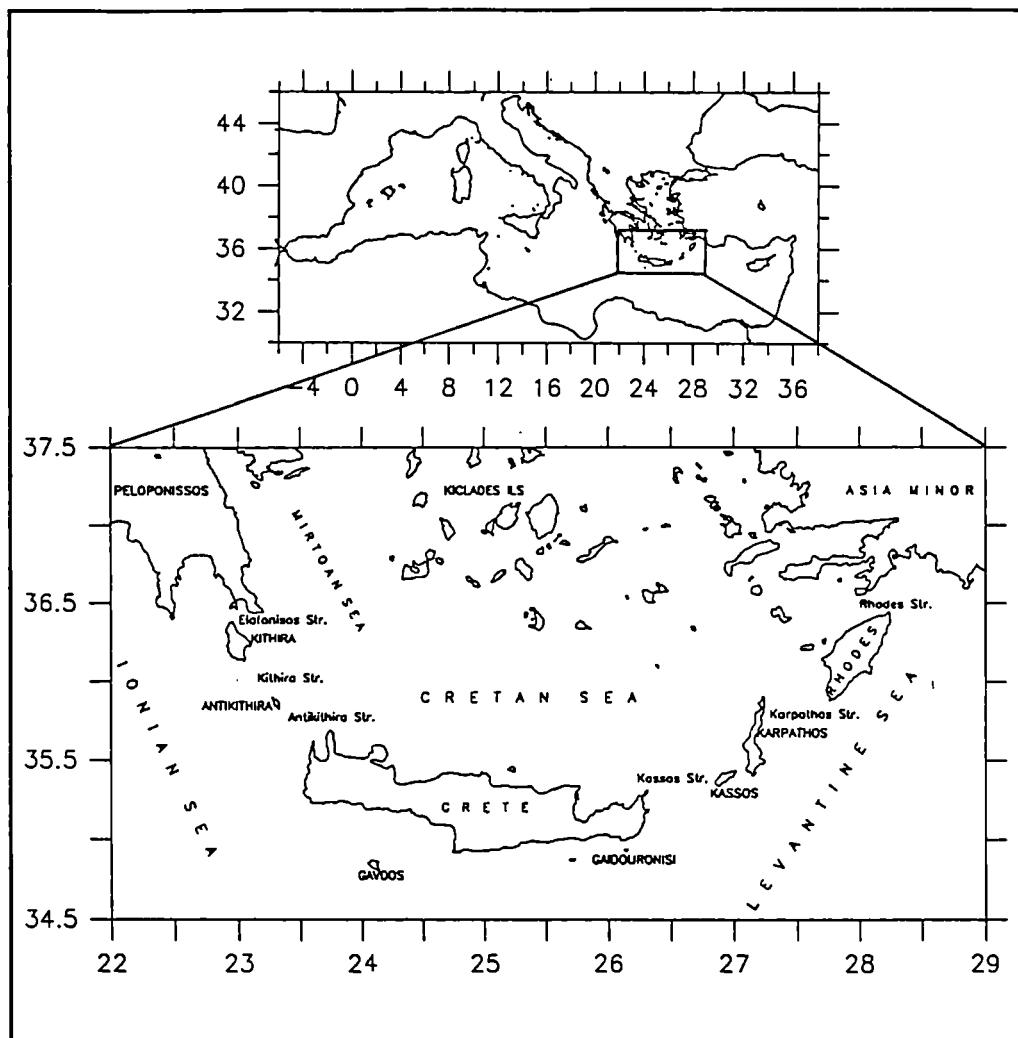 44
40
36
32
−4 0 4 8 12 16 20 24 28 32 36
37.5
36.5
35.5
34.5
PELOPONISSOS
KICLADES ILS
ASIA MINOR
MIRTOAN SEA
Elafonisos Str.
KITHIRA
Rhodes Str.
RHODES
Kithira Str.
ANTIKITHIRA
Antikithira Str.
CRETAN SEA
IONIAN SEA
Karpathos Str.
KARPATHOS
Kassos Str.
KASSOS
LEVANTINE SEA
CRETE
GAIDOURONISI
GAVDOS
22 23 24 25 26 27 28 29